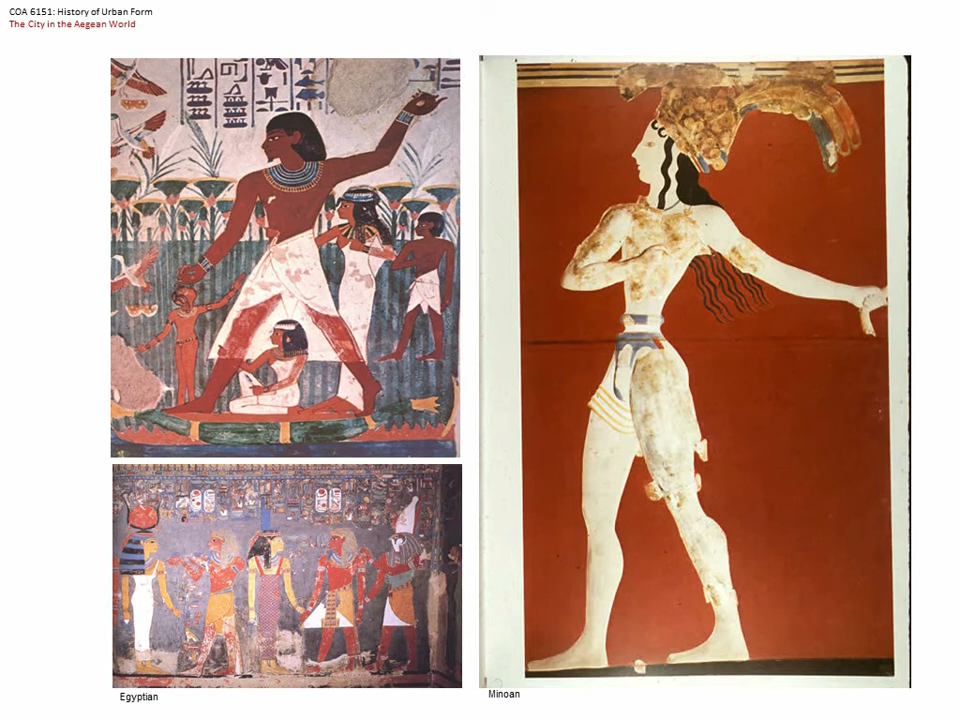 COA 6151: History of Urban Form
The City in the Aegean World
Egyptian
Minoan